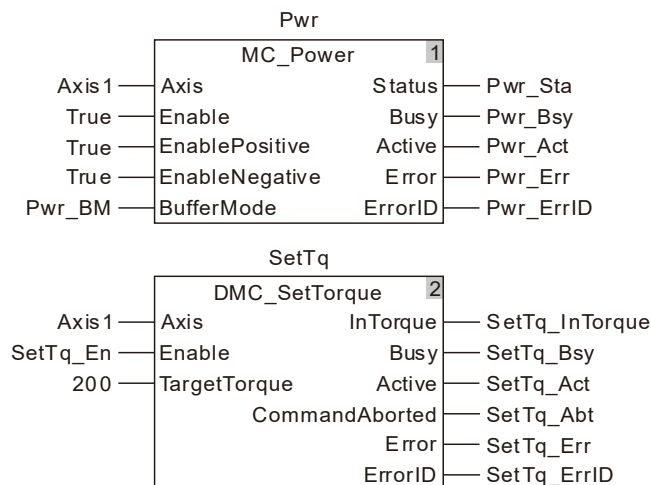 Pwr
MC_Power 1
Axis1 Axis Status Pwr_Sta
True Enable Busy Pwr_Bsy
True EnablePositive Active Pwr_Act
True EnableNegative Error Pwr_Err
Pwr_BM BufferMode ErrorID Pwr_ErrID
SetTq
DMC_SetTorque 2
Axis1 Axis InTorque SetTq_InTorque
SetTq_En Enable Busy SetTq_Bsy
200 TargetTorque Active SetTq_Act
CommandAborted SetTq_Abt
Error SetTq_Err
ErrorID SetTq_ErrID